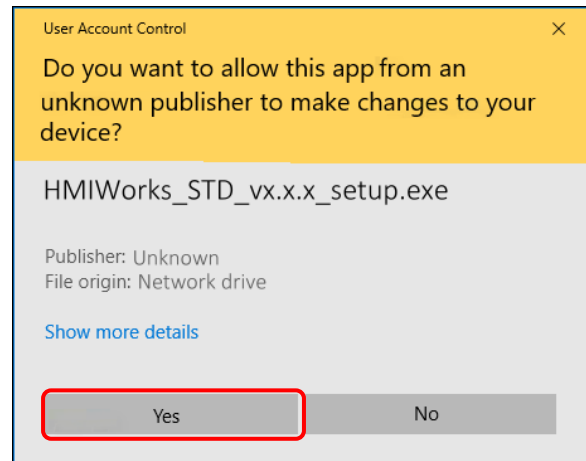 User Account Control
Do you want to allow this app from an
unknown publisher to make changes to your
device?
HMIWorks_STD_vx.x.x_setup.exe
Publisher: Unknown
File origin: Network drive
Show more details
Yes
No